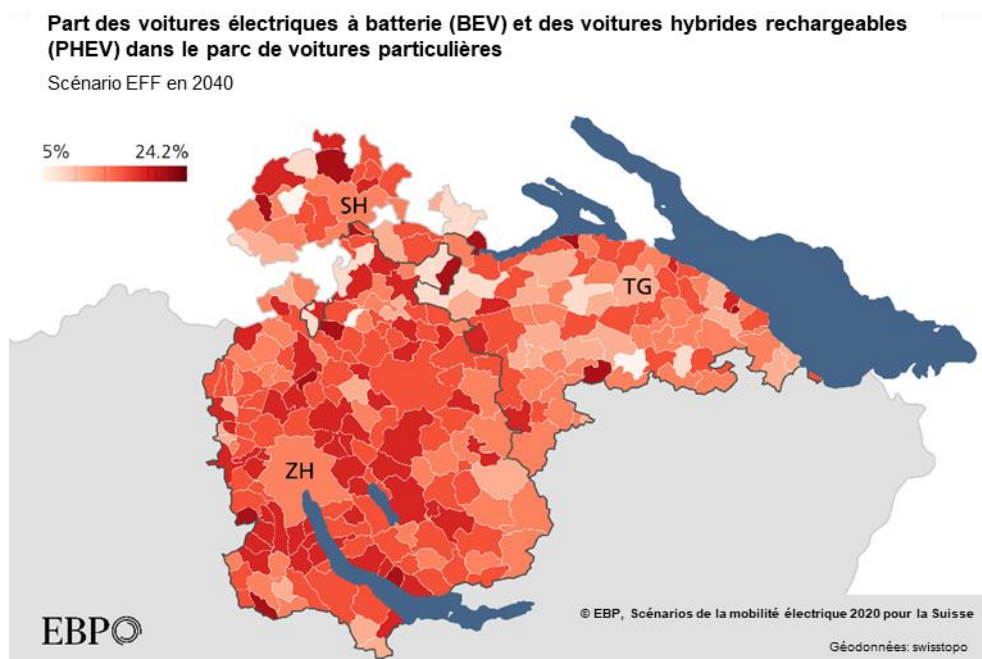 Part des voitures électriques à batterie (BEV) et des voitures hybrides rechargeables
(PHEV) dans le parc de voitures particulières
Scénario EFF en 2040
5% 24.2%
SH
TG
ZH
© EBP, Scénarios de la mobilité électrique 2020 pour la Suisse
EBP
Géodonnées: swisstopo